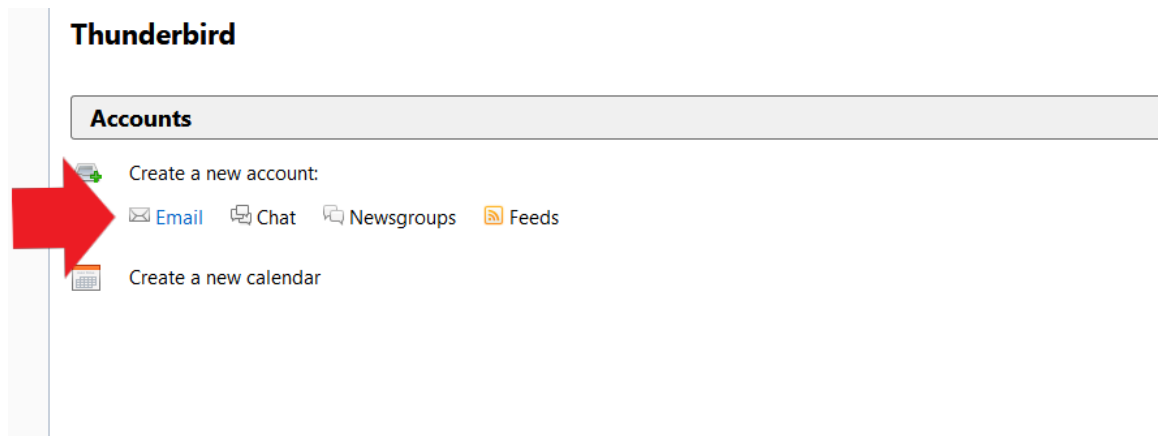 Thunderbird
Accounts
Create a new account:
Email Chat Newsgroups Feeds
Create a new calendar